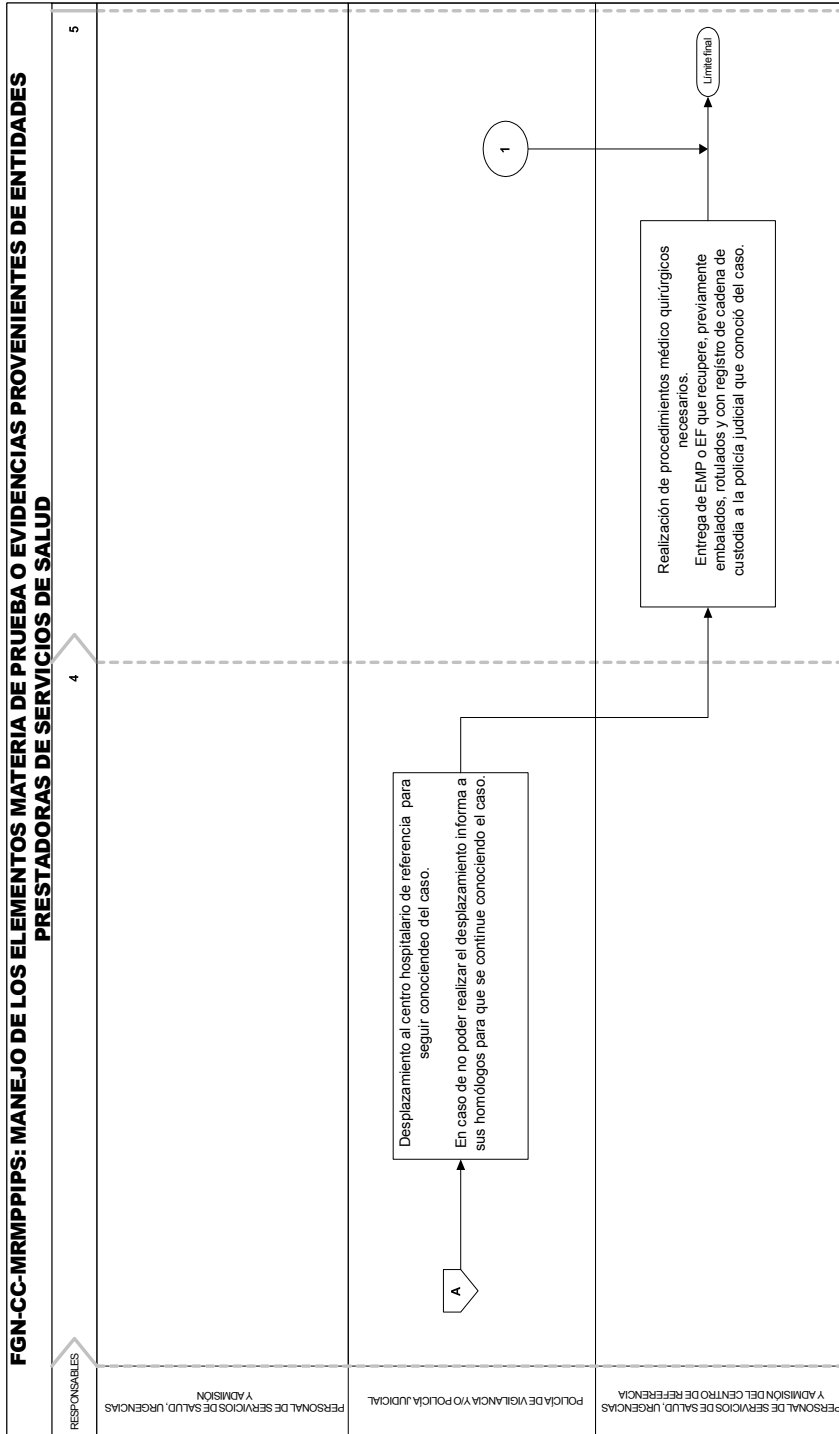 FGN-CC-MRMPPIPS: MANEJO DE LOS ELEMENTOS MATERIA DE PRUEBA O EVIDENCIAS PROVENIENTES DE ENTIDADES
PRESTADORAS DE SERVICIOS DE SALUD
RESPONSABLES
4
5
PERSONAL DE SERVICIOS DE SALUD, URGENCIAS
Y ADMISIÓN
POLICÍA DE VIGILANCIA Y/O POLICÍA JUDICIAL
A
Desplazamiento al centro hospitalario de referencia para
seguir conociendeo del caso.
En caso de no poder realizar el desplazamiento informa a
sus homólogos para que se continue conociendo el caso.
1
PERSONAL DE SERVICIOS DE SALUD, URGENCIAS
Y ADMISIÓN DEL CENTRO DE REFERENCIA
Realización de procedimientos médico quirúrgicos
necesarios.
Entrega de EMP o EF que recupere, previamente
embalados, rotulados y con registro de cadena de
custodia a la policía judicial que conoció del caso.
Límite final